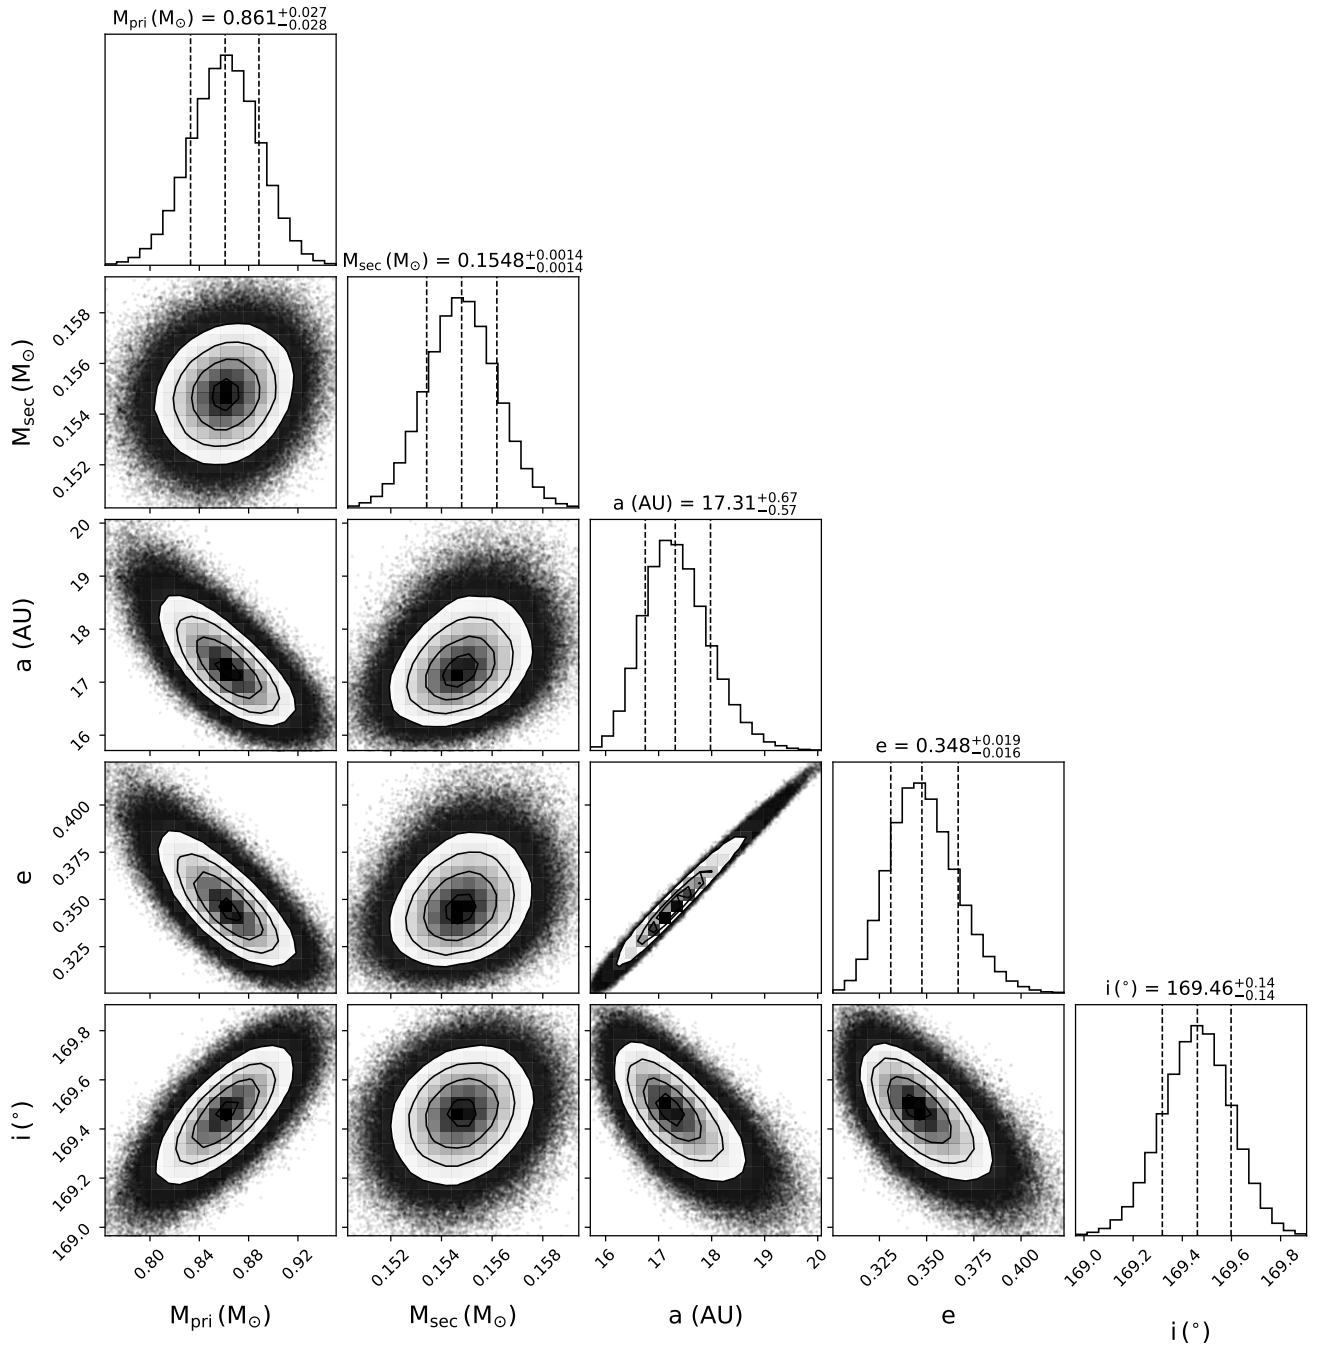 M_pri (M_⊙) = 0.861^{+0.027}_{−0.028}
M_sec (M_⊙) = 0.1548^{+0.0014}_{−0.0014}
M_sec (M_⊙)
0.158
0.156
0.154
0.152
a (AU) = 17.31^{+0.67}_{−0.57}
a (AU)
20
19
18
17
16
e = 0.348^{+0.019}_{−0.016}
e
0.400
0.375
0.350
0.325
i (°) = 169.46^{+0.14}_{−0.14}
i (°)
169.8
169.6
169.4
169.2
169.0
0.80 0.84 0.88 0.92
0.152 0.154 0.156 0.158
16 17 18 19 20
0.325 0.350 0.375 0.400
169.0 169.2 169.4 169.6 169.8
M_pri (M_⊙) M_sec (M_⊙) a (AU) e
i (°)